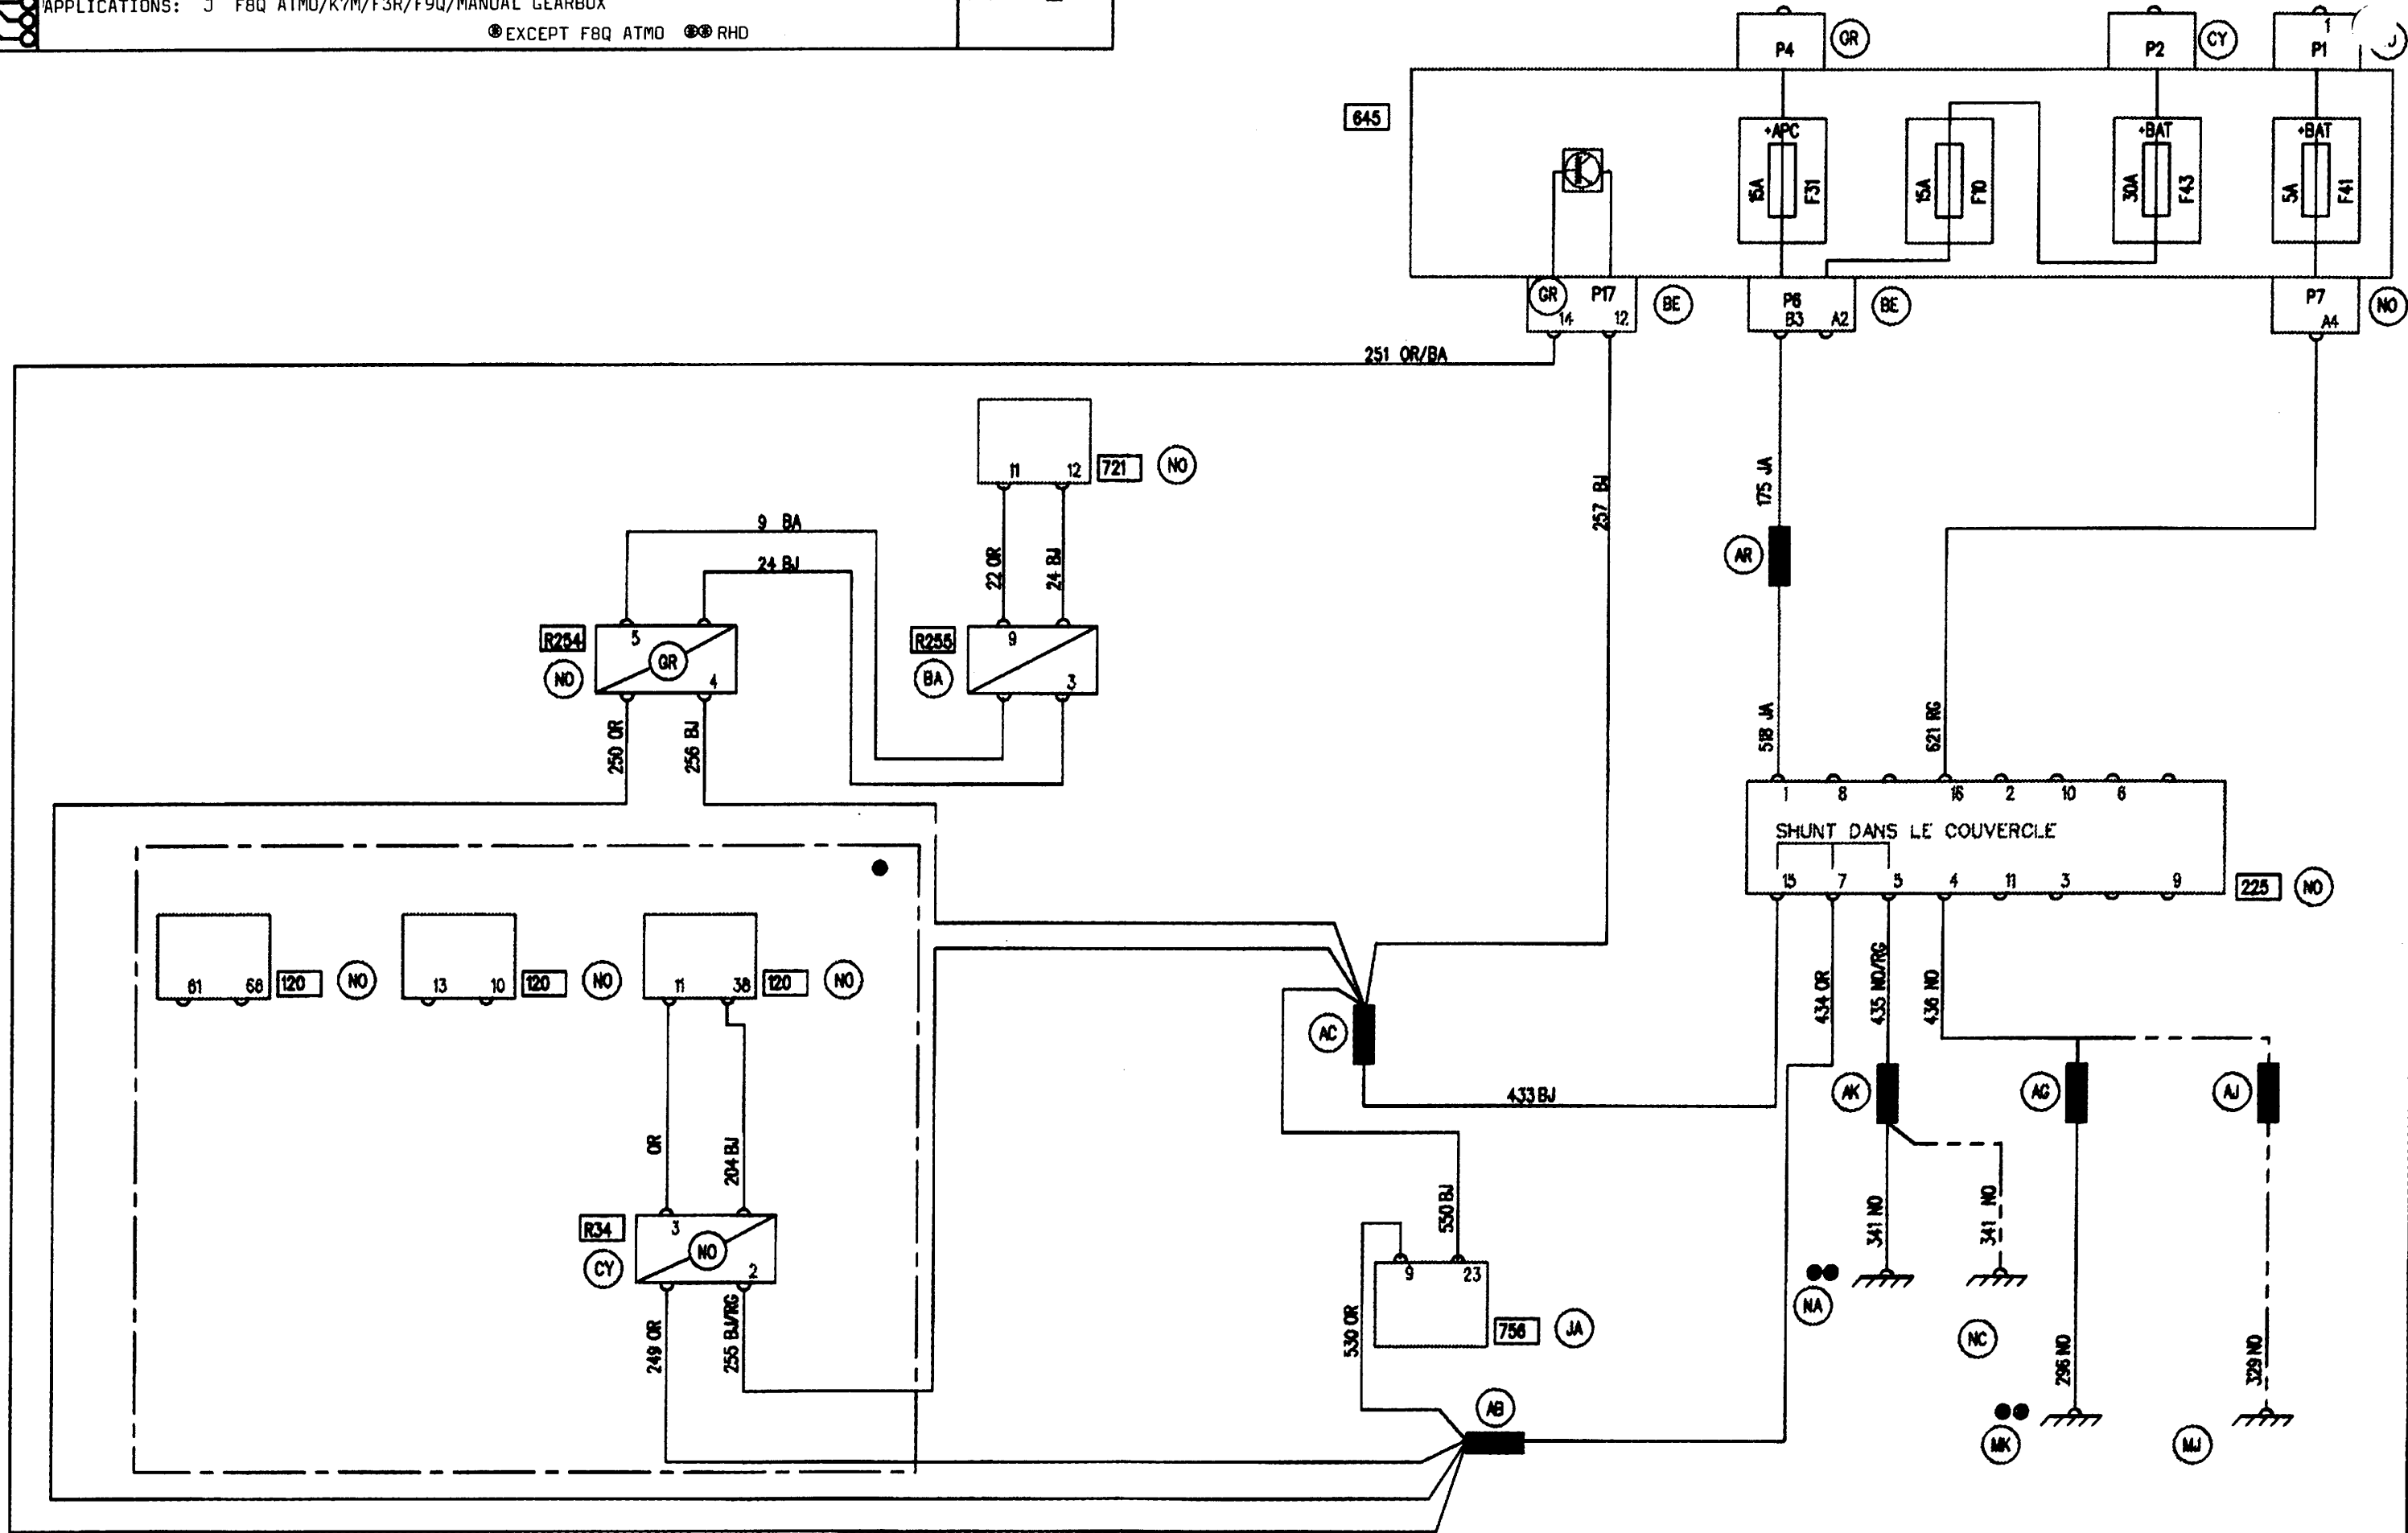 APPLICATIONS: J F8Q ATMO/K7M/F3R/F9Q/MANUAL GEARBOX
EXCEPT F8Q ATMO RHD
P4 GR
P2 CY
1
P1 J
645
+APC
15A F31
15A F10
+BAT
30A F43
+BAT
5A F41
GR P17 BE
14 12
P6 BE
B3 A2
P7 NO
A4
251 OR/BA
11 12 721 NO
257 BJ
175 JA
9 BA
24 BJ
22 OR
24 BJ
AR
R254 5 GR 4
NO
R255 9 3
BA
250 OR
256 BJ
518 JA
621 RG
1 8 16 2 10 6
SHUNT DANS LE COUVERCLE
15 7 5 4 11 3 9
225 NO
61 68 120 NO
13 10 120 NO
11 38 120 NO
434 OR
435 NO/RG
436 NO
AC
433 BJ
AK
AG
AJ
OR
204 BJ
550 BJ
341 NO
341 NO
R34 3 NO 2
CY
9 23
756 JA
NA
NC
249 OR
255 BJ/RG
530 OR
296 NO
329 NO
AB
MK
MJ